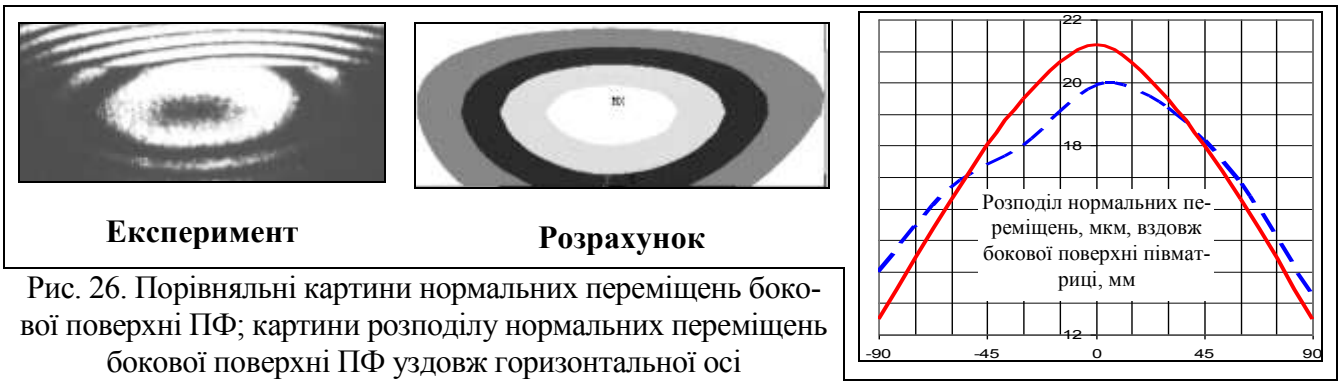 MX
Експеримент
Розрахунок
Рис. 26. Порівняльні картини нормальних переміщень боко-
вої поверхні ПФ; картини розподілу нормальних переміщень
бокової поверхні ПФ уздовж горизонтальної осі
22
20
18
Розподіл нормальних пе-
реміщень, мкм, вздовж
бокової поверхні півмат-
риці, мм
12
-90 -45 0 45 90